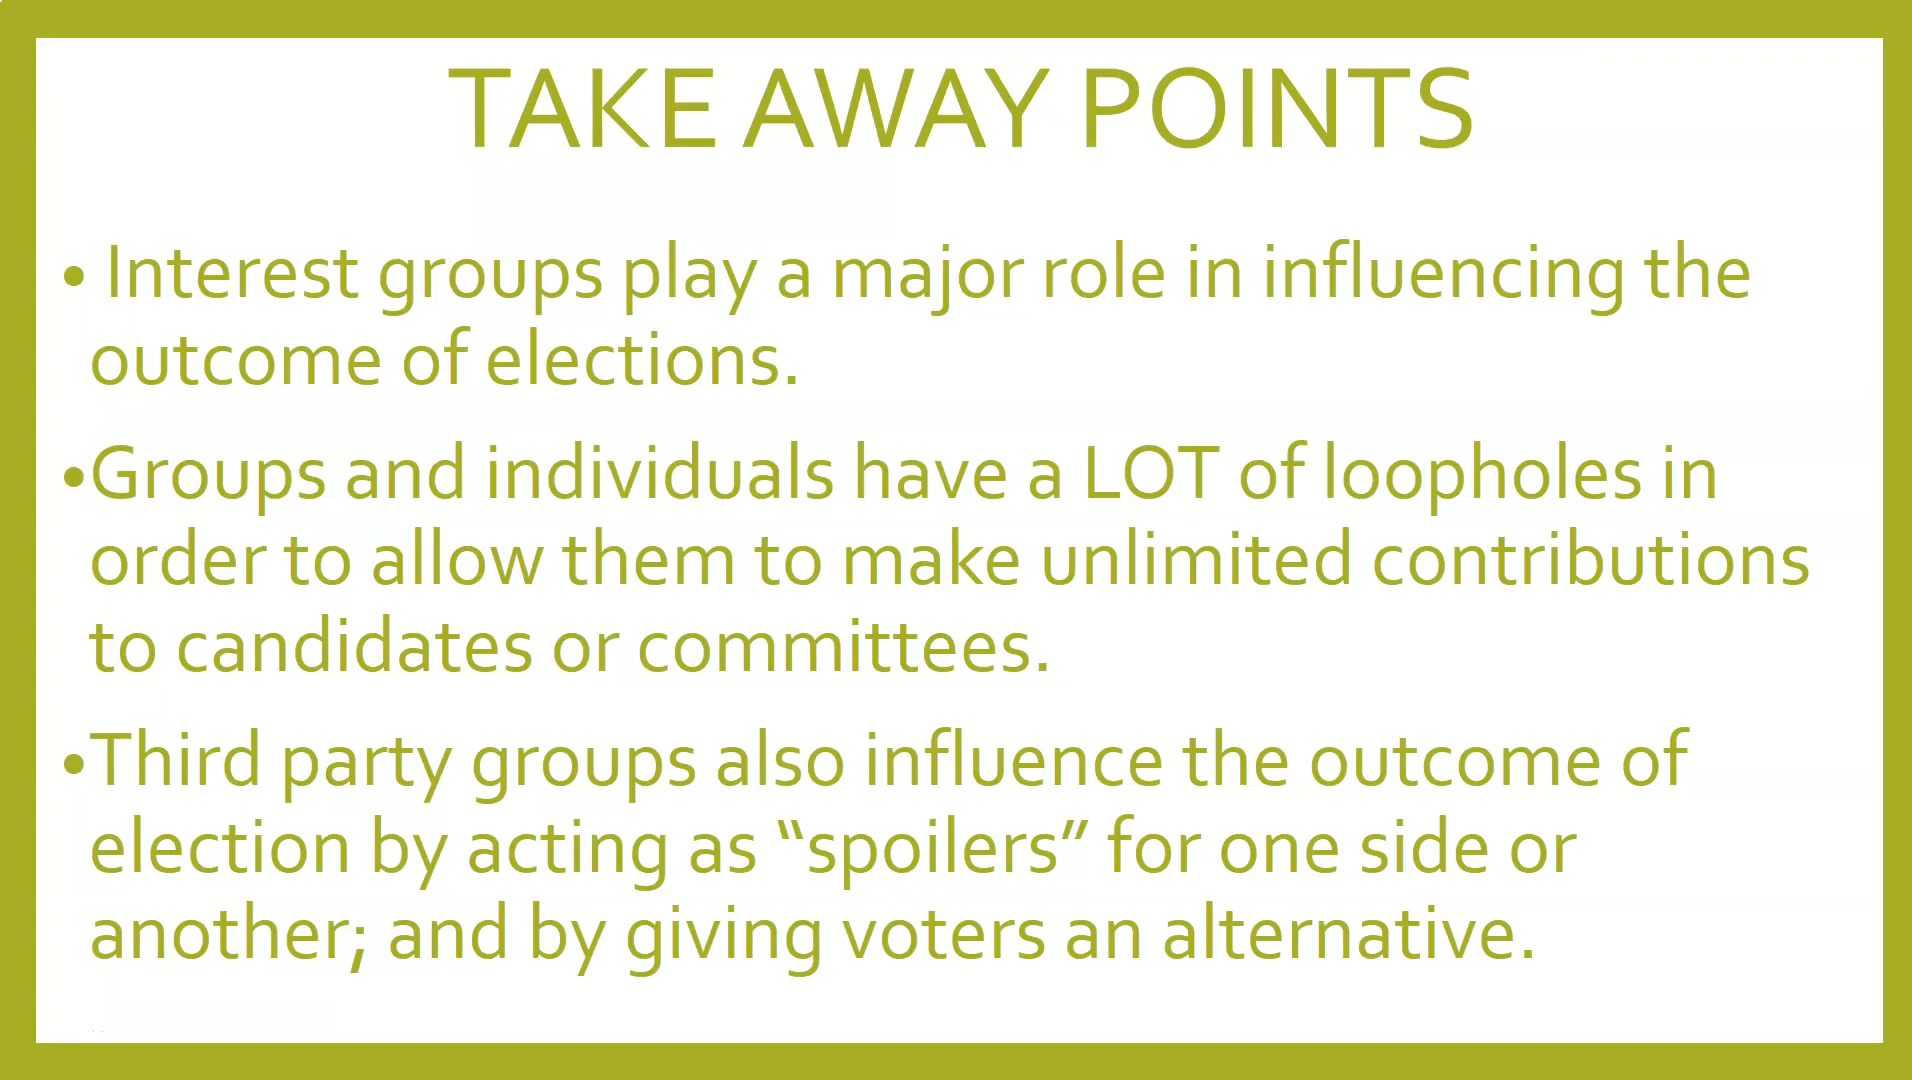 TAKE AWAY POINTS
• Interest groups play a major role in influencing the
outcome of elections.
•Groups and individuals have a LOT of loopholes in
order to allow them to make unlimited contributions
to candidates or committees.
•Third party groups also influence the outcome of
election by acting as “spoilers” for one side or
another; and by giving voters an alternative.